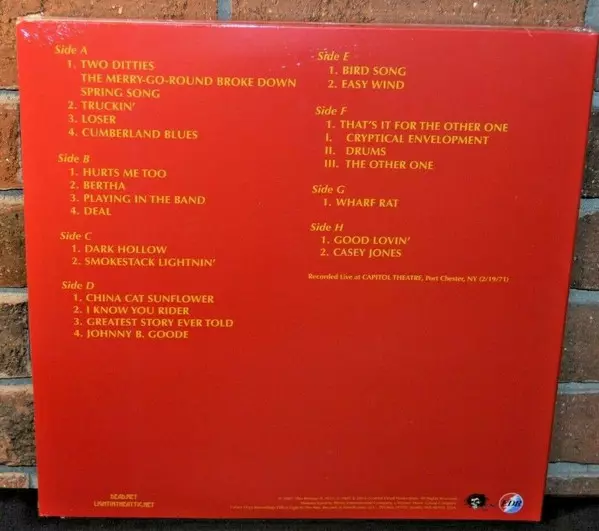 Side A
1. TWO DITTIES
THE MERRY-GO-ROUND BROKE DOWN
SPRING SONG
2. TRUCKIN'
3. LOSER
4. CUMBERLAND BLUES
Side B
1. HURTS ME TOO
2. BERTHA
3. PLAYING IN THE BAND
4. DEAL
Side C
1. DARK HOLLOW
2. SMOKESTACK LIGHTNIN'
Side D
1. CHINA CAT SUNFLOWER
2. I KNOW YOU RIDER
3. GREATEST STORY EVER TOLD
4. JOHNNY B. GOODE
Side E
1. BIRD SONG
2. EASY WIND
Side F
1. THAT'S IT FOR THE OTHER ONE
I. CRYPTICAL ENVELOPMENT
II. DRUMS
III. THE OTHER ONE
Side G
1. WHARF RAT
Side H
1. GOOD LOVIN'
2. CASEY JONES
Recorded Live at CAPITOL THEATRE, Port Chester, NY (2/19/71)
DEAD.NET
LIGHTINTHEATTIC.NET